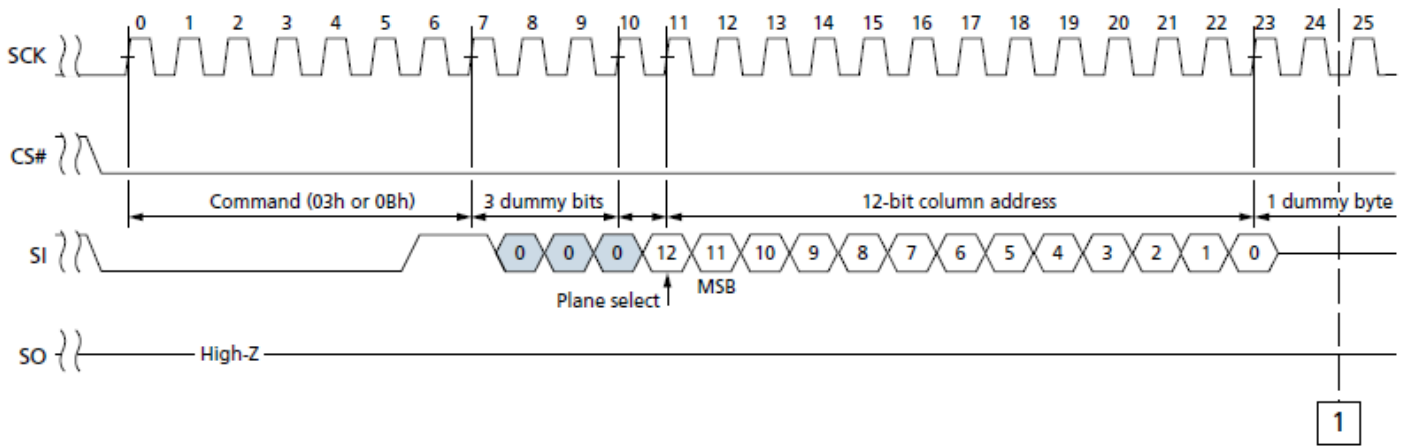 0 1 2 3 4 5 6 7 8 9 10 11 12 13 14 15 16 17 18 19 20 21 22 23 24 25
SCK
CS#
Command (03h or 0Bh) 3 dummy bits 12-bit column address 1 dummy byte
SI 0 0 0 12 11 10 9 8 7 6 5 4 3 2 1 0
Plane select MSB
SO High-Z
1